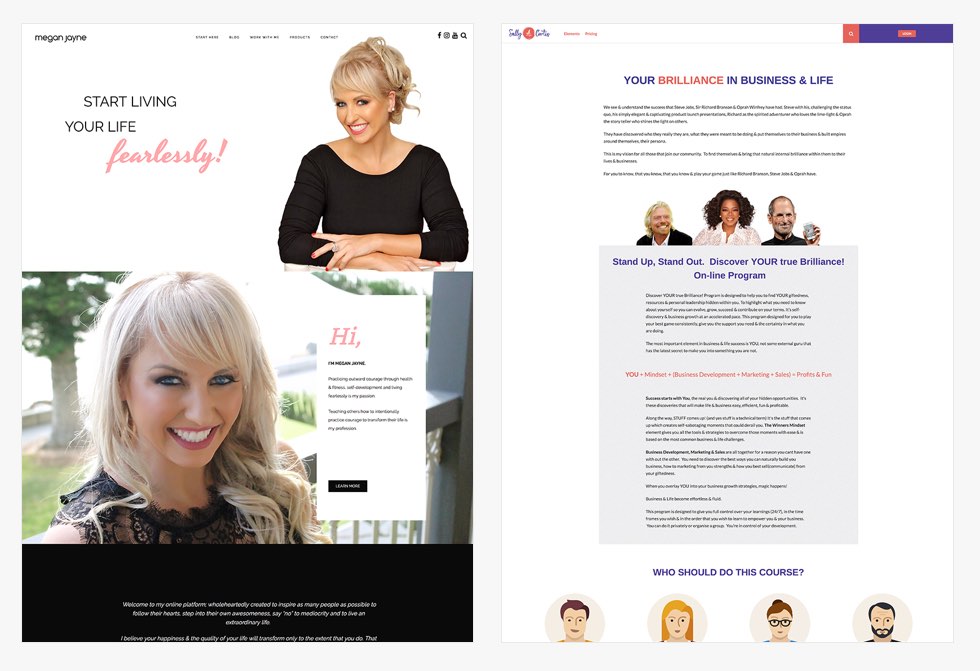 megan jayne
START HERE
BLOG
WORK WITH ME
PRODUCTS
CONTACT
START LIVING
YOUR LIFE
fearlessly!
Hi,
I'M MEGAN JAYNE.
Practicing outward courage through health
& fitness, self-development and living
fearlessly is my passion.
Teaching others how to intentionally
practice courage to transform their life is
my profession.
LEARN MORE
Welcome to my online platform; wholeheartedly created to inspire as many people as possible to
follow their hearts, step into their own awesomeness, say "no" to mediocrity and to live an
extraordinary life.
I believe your happiness & the quality of your life will transform only to the extent that you do. That
Sally A Curtis
Elements
Pricing
YOUR BRILLIANCE IN BUSINESS & LIFE
We see & understand the success that Steve Jobs, Sir Richard Branson & Oprah Winfrey have had. Steve with his, challenging the status
quo, his simply elegant & captivating product launch presentations, Richard as the spirited adventurer who loves the lime light & Oprah
the story teller who shines the light on others.
They have discovered who they really they are, what they were meant to be doing & put themselves to their business & built empires
around themselves, their persona.
This is my vision for all those that join our community. To find themselves & bring that natural internal brilliance within them to their
lives & businesses.
For you to know, that you know, that you know & play your game just like Richard Branson, Steve Jobs & Oprah have.
Stand Up, Stand Out. Discover YOUR true Brilliance!
On-line Program
Discover YOUR true Brilliance! Program is designed to help you to find YOUR giftedness,
resources & personal leadership hidden within you. To highlight what you need to know
about yourself so you can evolve, grow, succeed & contribute on your terms. It's self-
discovery & business growth at an accelerated pace. This program designed for you to play
your best game consistently, give you the support you need & the certainty in what you
are doing.
The most important element in business & life success is YOU, not some external guru that
has the latest secret to make you into something you are not.
YOU + Mindset + (Business Development + Marketing + Sales) = Profits & Fun
Success starts with You, the real you & discovering all of your hidden opportunities. It's
these discoveries that will make life & business easy, efficient, fun & profitable.
Along the way, STUFF comes up! (and yes stuff is a technical term) it's the stuff that comes
up which creates self-sabotaging moments that could derail you. The Winners Mindset
element gives you all the tools & strategies to overcome those moments with ease & is
based on the most common business & life challenges.
Business Development, Marketing & Sales are all together for a reason you cant have one
with out the other. You need to discover the best ways you can naturally build you
business, how to marketing from you strengths & how you best sell(communicate) from
your giftedness.
When you overlay YOU into your business growth strategies, magic happens!
Business & Life become effortless & fluid.
This program is designed to give you full control over your learnings (24/7), in the time
frames you wish & in the order that you wish to learn to empower you & your business.
You can do it privately or organise a group. You're in control of your development.
WHO SHOULD DO THIS COURSE?